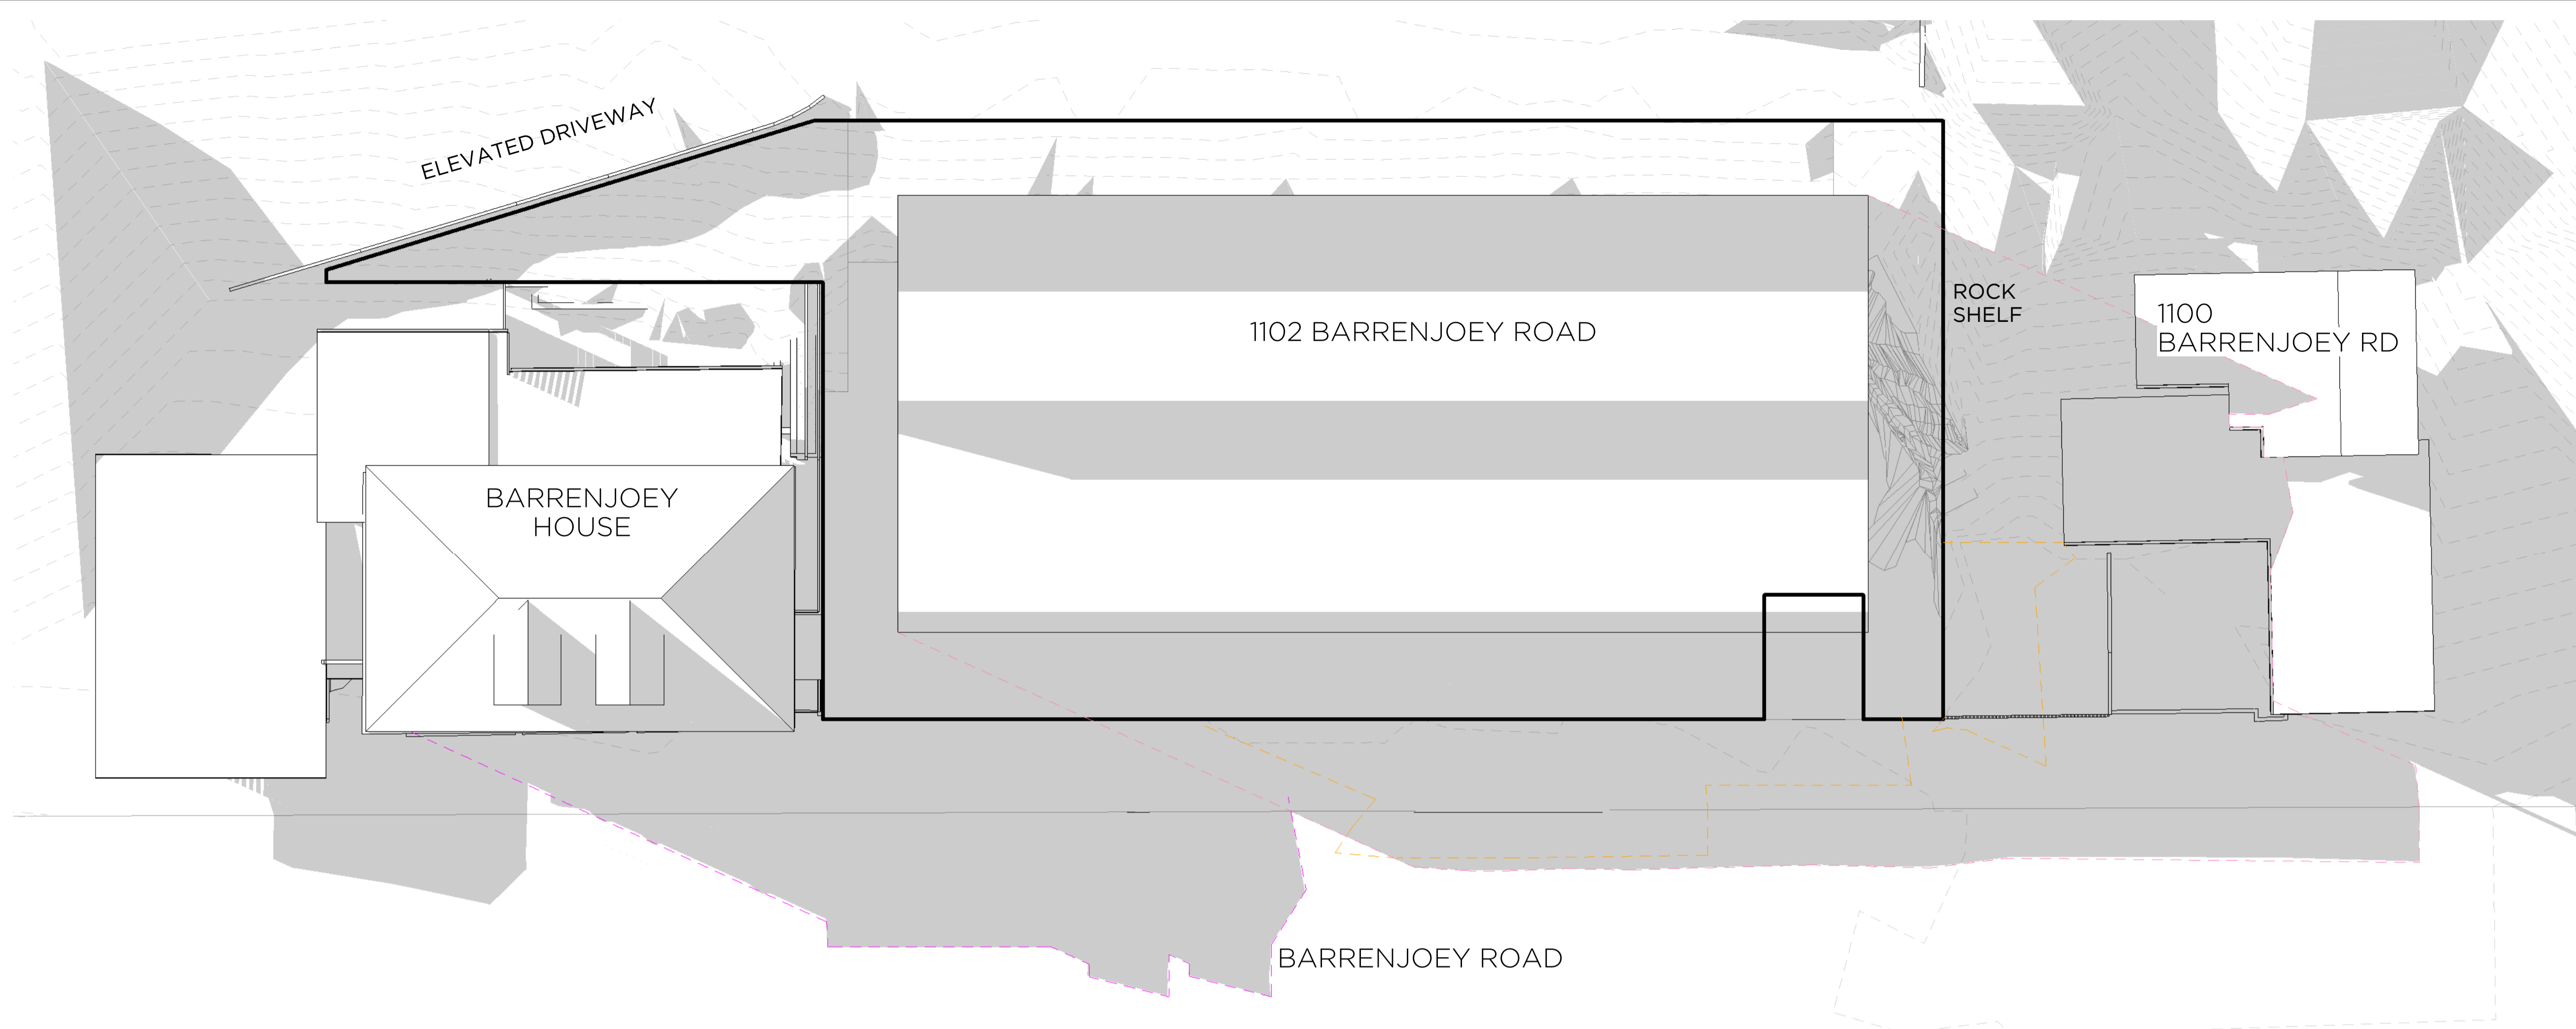 ELEVATED DRIVEWAY
ROCK
SHELF
1100
BARRENJOEY RD
1102 BARRENJOEY ROAD
BARRENJOEY
HOUSE
BARRENJOEY ROAD